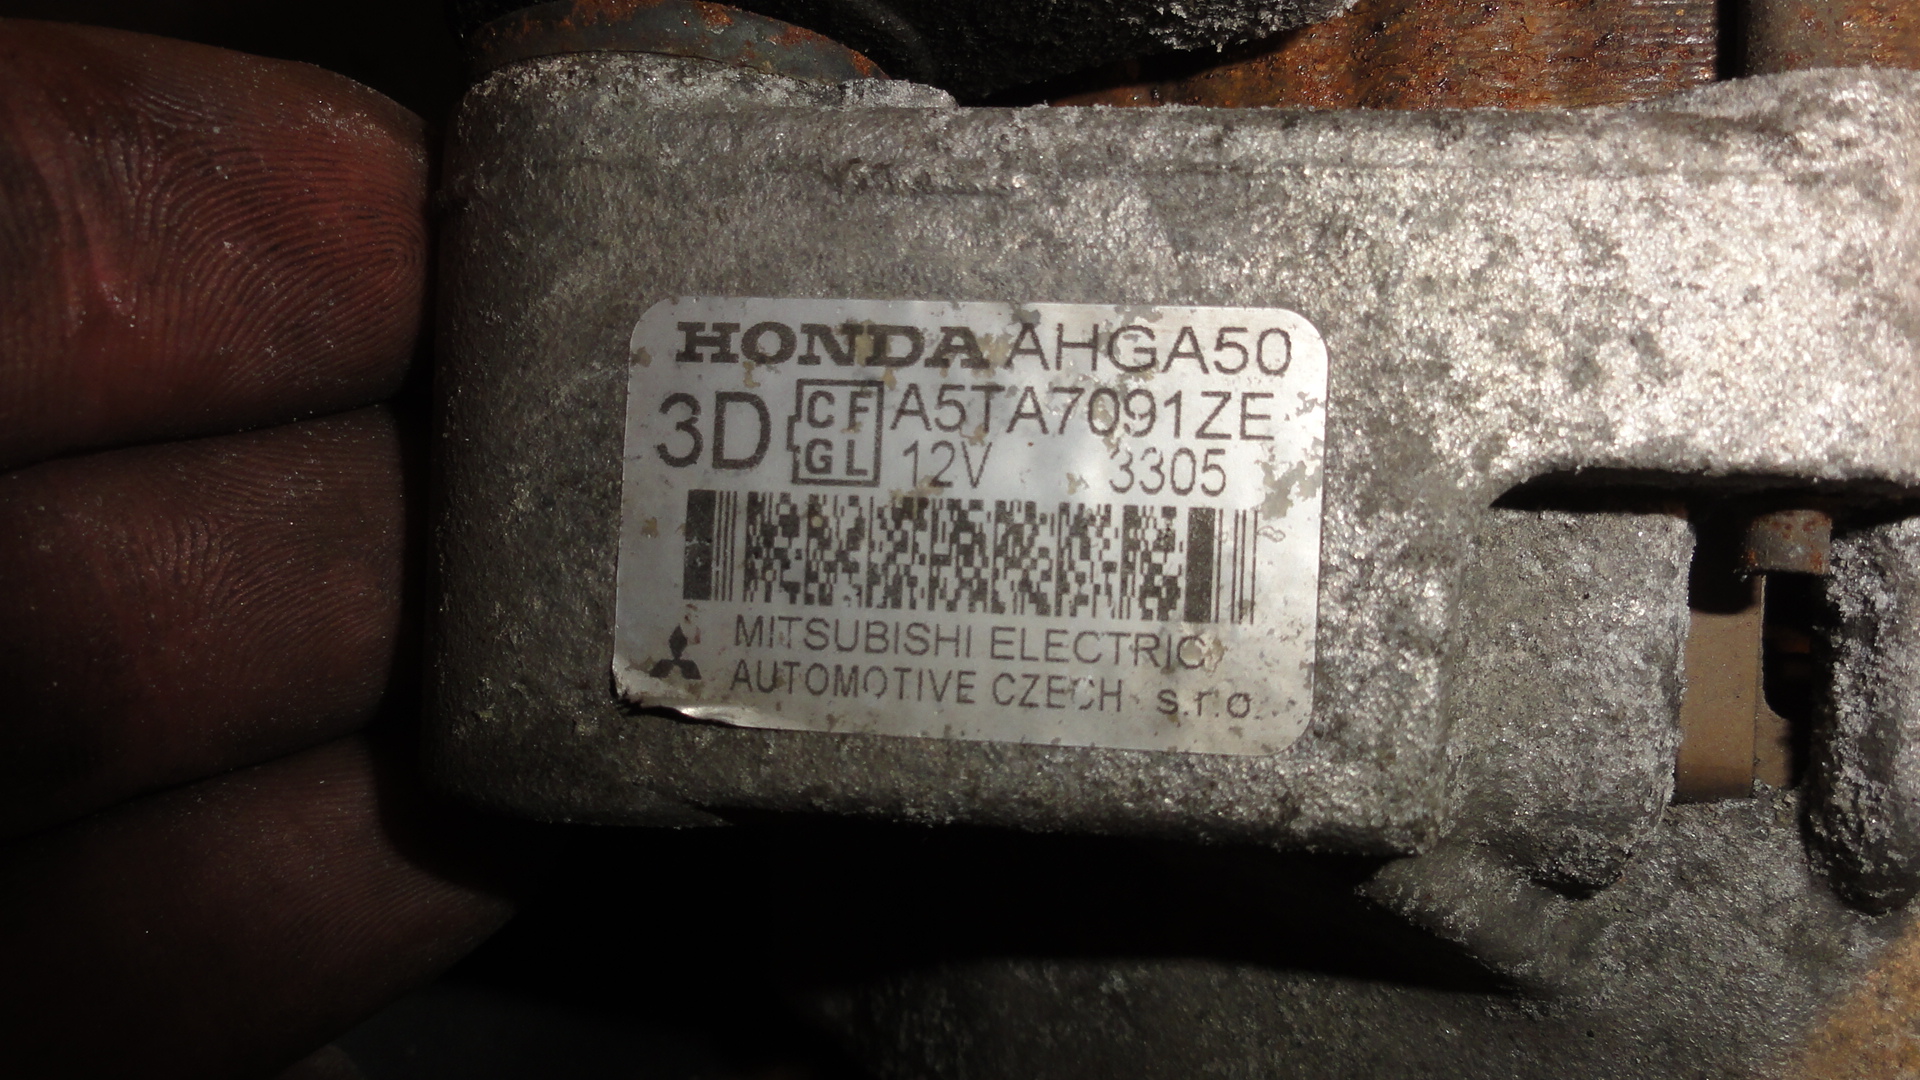 HONDA AHGA50
3D CF GL A5TA7091ZE
12V 3305
MITSUBISHI ELECTRIC
AUTOMOTIVE CZECH s.r.o.